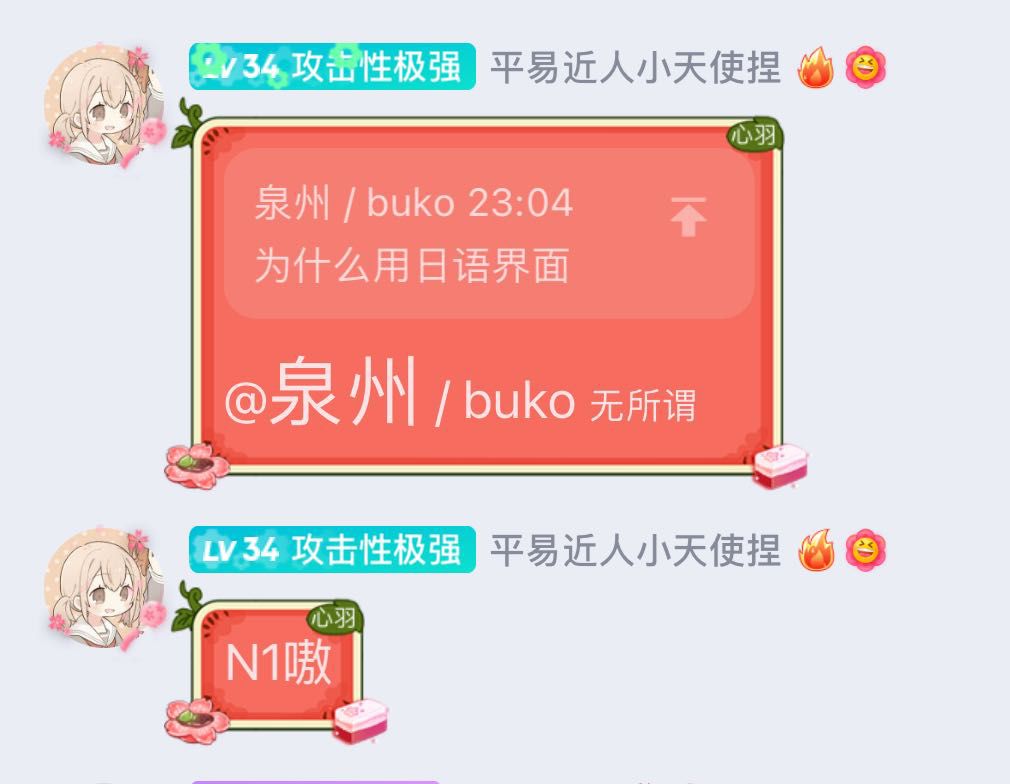 LV 34 攻击性极强 平易近人小天使捏
心羽
泉州 / buko 23:04
为什么用日语界面
@泉州 / buko 无所谓
LV 34 攻击性极强 平易近人小天使捏
心羽
N1嗷